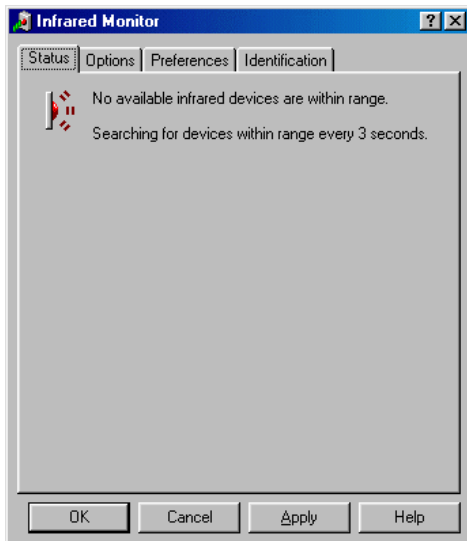 Infrared Monitor
Status Options Preferences Identification
No available infrared devices are within range.
Searching for devices within range every 3 seconds.
OK Cancel Apply Help